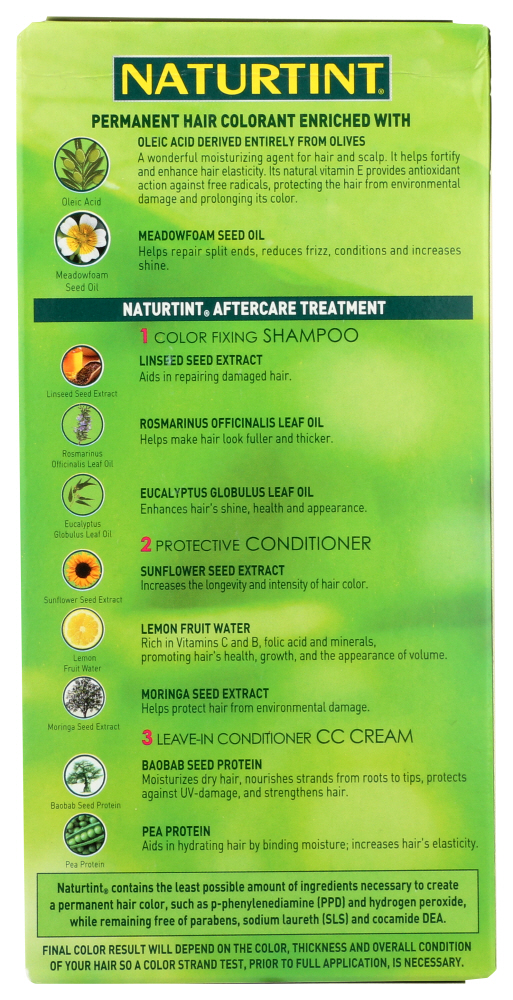 NATURTINT®
PERMANENT HAIR COLORANT ENRICHED WITH
OLEIC ACID DERIVED ENTIRELY FROM OLIVES
A wonderful moisturizing agent for hair and scalp. It helps fortify
and enhance hair elasticity. Its natural vitamin E provides antioxidant
action against free radicals, protecting the hair from environmental
damage and prolonging its color.
Oleic Acid
MEADOWFOAM SEED OIL
Helps repair split ends, reduces frizz, conditions and increases
shine.
Meadowfoam
Seed Oil
NATURTINT® AFTERCARE TREATMENT
1 COLOR FIXING SHAMPOO
LINSEED SEED EXTRACT
Aids in repairing damaged hair.
Linseed Seed Extract
ROSMARINUS OFFICINALIS LEAF OIL
Helps make hair look fuller and thicker.
Rosmarinus
Officinalis Leaf Oil
EUCALYPTUS GLOBULUS LEAF OIL
Enhances hair's shine, health and appearance.
Eucalyptus
Globulus Leaf Oil
2 PROTECTIVE CONDITIONER
SUNFLOWER SEED EXTRACT
Increases the longevity and intensity of hair color.
Sunflower Seed Extract
LEMON FRUIT WATER
Rich in Vitamins C and B, folic acid and minerals,
promoting hair's health, growth, and the appearance of volume.
Lemon
Fruit Water
MORINGA SEED EXTRACT
Helps protect hair from environmental damage.
Moringa Seed Extract
3 LEAVE-IN CONDITIONER CC CREAM
BAOBAB SEED PROTEIN
Moisturizes dry hair, nourishes strands from roots to tips, protects
against UV-damage, and strengthens hair.
Baobab Seed Protein
PEA PROTEIN
Aids in hydrating hair by binding moisture; increases hair's elasticity.
Pea Protein
Naturtint® contains the least possible amount of ingredients necessary to create
a permanent hair color, such as p-phenylenediamine (PPD) and hydrogen peroxide,
while remaining free of parabens, sodium laureth (SLS) and cocamide DEA.
FINAL COLOR RESULT WILL DEPEND ON THE COLOR, THICKNESS AND OVERALL CONDITION
OF YOUR HAIR SO A COLOR STRAND TEST, PRIOR TO FULL APPLICATION, IS NECESSARY.